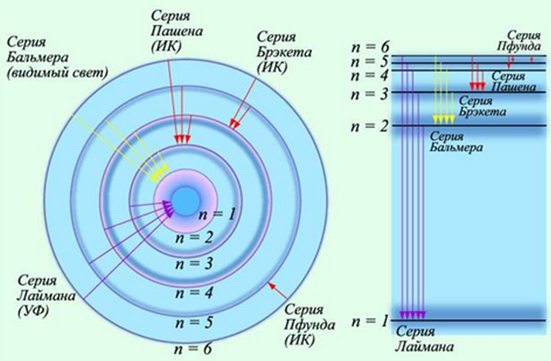 Серия
Пашена
(ИК)
Серия
Бальмера
(видимый свет)
Серия
Брэкета
(ИК)
n = 1
n = 2
n = 3
n = 4
n = 5
n = 6
Серия
Лаймана
(УФ)
Серия
Пфунда
(ИК)
n = 6
n = 5
n = 4
n = 3
n = 2
n = 1
Серия
Пфунда
Серия
Пашена
Серия
Брэкета
Серия
Бальмера
Серия
Лаймана